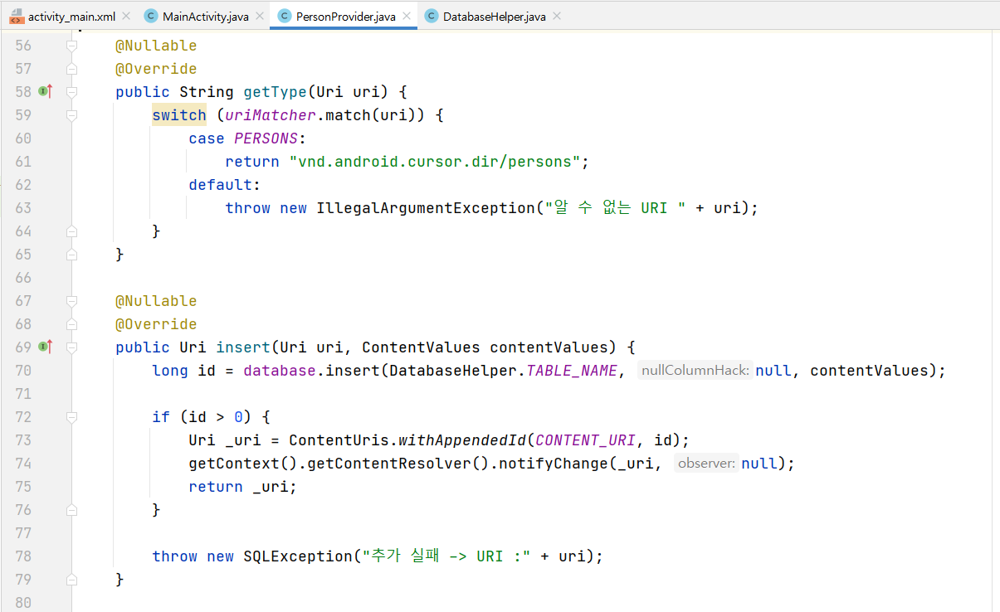 activity_main.xml MainActivity.java PersonProvider.java DatabaseHelper.java
56 @Nullable
57 @Override
58 public String getType(Uri uri) {
59 switch (uriMatcher.match(uri)) {
60 case PERSONS:
61 return "vnd.android.cursor.dir/persons";
62 default:
63 throw new IllegalArgumentException("알 수 없는 URI " + uri);
64 }
65 }
66
67 @Nullable
68 @Override
69 public Uri insert(Uri uri, ContentValues contentValues) {
70 long id = database.insert(DatabaseHelper.TABLE_NAME, nullColumnHack: null, contentValues);
71
72 if (id > 0) {
73 Uri _uri = ContentUris.withAppendedId(CONTENT_URI, id);
74 getContext().getContentResolver().notifyChange(_uri, observer: null);
75 return _uri;
76 }
77
78 throw new SQLException("추가 실패 -> URI :" + uri);
79 }
80